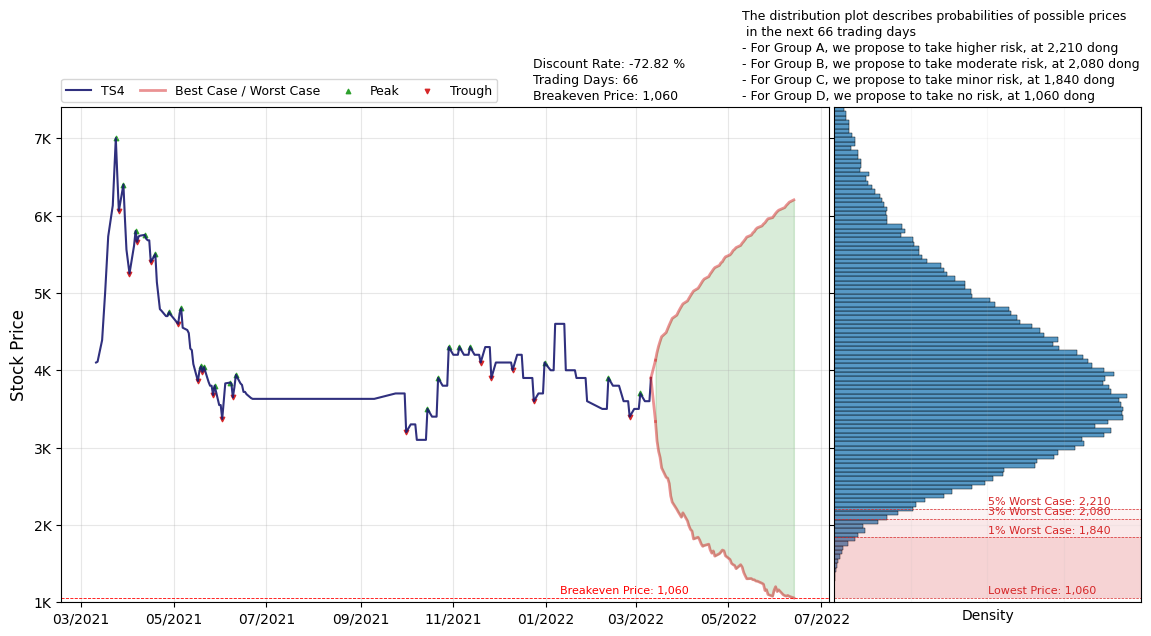 The distribution plot describes probabilities of possible prices
in the next 66 trading days
- For Group A, we propose to take higher risk, at 2,210 dong
- For Group B, we propose to take moderate risk, at 2,080 dong
- For Group C, we propose to take minor risk, at 1,840 dong
- For Group D, we propose to take no risk, at 1,060 dong
Discount Rate: -72.82 %
Trading Days: 66
Breakeven Price: 1,060
TS4
Best Case / Worst Case
Peak
Trough
Stock Price
7K
6K
5K
4K
3K
2K
1K
Breakeven Price: 1,060
03/2021
05/2021
07/2021
09/2021
11/2021
01/2022
03/2022
05/2022
07/2022
5% Worst Case: 2,210
3% Worst Case: 2,080
1% Worst Case: 1,840
Lowest Price: 1,060
Density